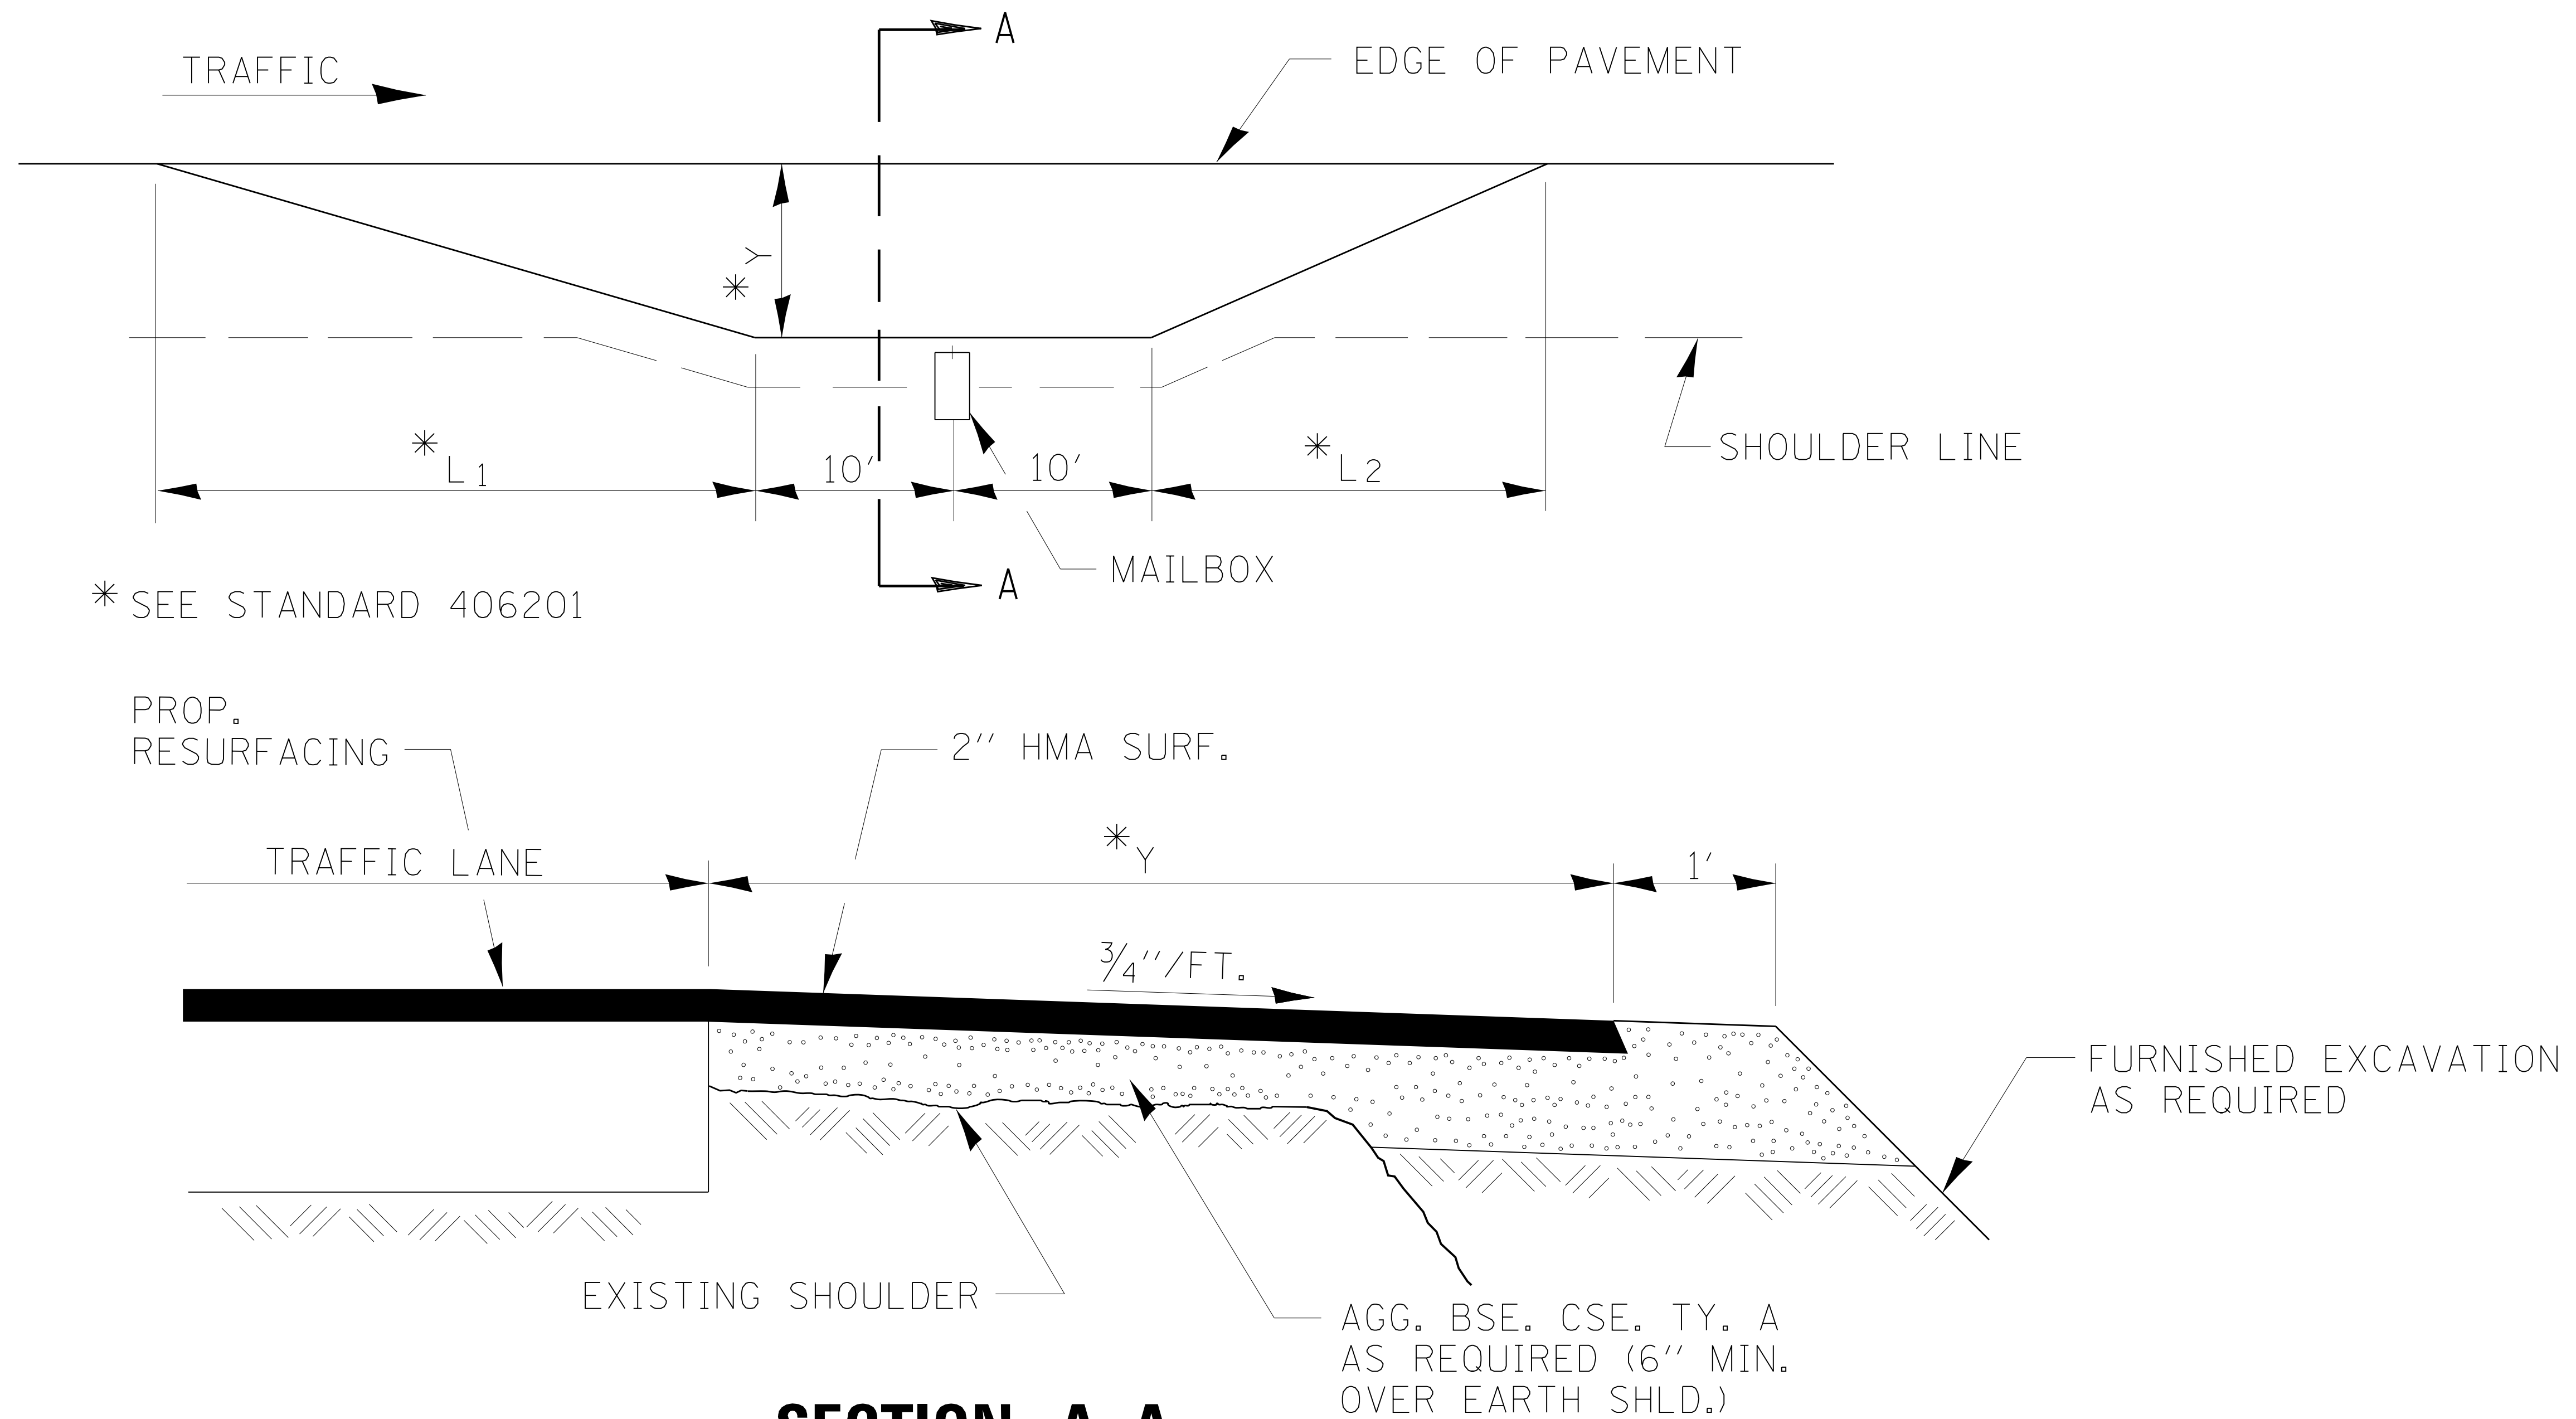 A
TRAFFIC
EDGE OF PAVEMENT
* Y
* L1
10'
10'
* L2
SHOULDER LINE
MAILBOX
A
* SEE STANDARD 406201
PROP.
RESURFACING
2" HMA SURF.
TRAFFIC LANE
* Y
1'
3/4"/FT.
FURNISHED EXCAVATION
AS REQUIRED
EXISTING SHOULDER
AGG. BSE. CSE. TY. A
AS REQUIRED (6" MIN.
OVER EARTH SHLD.)
SECTION A-A